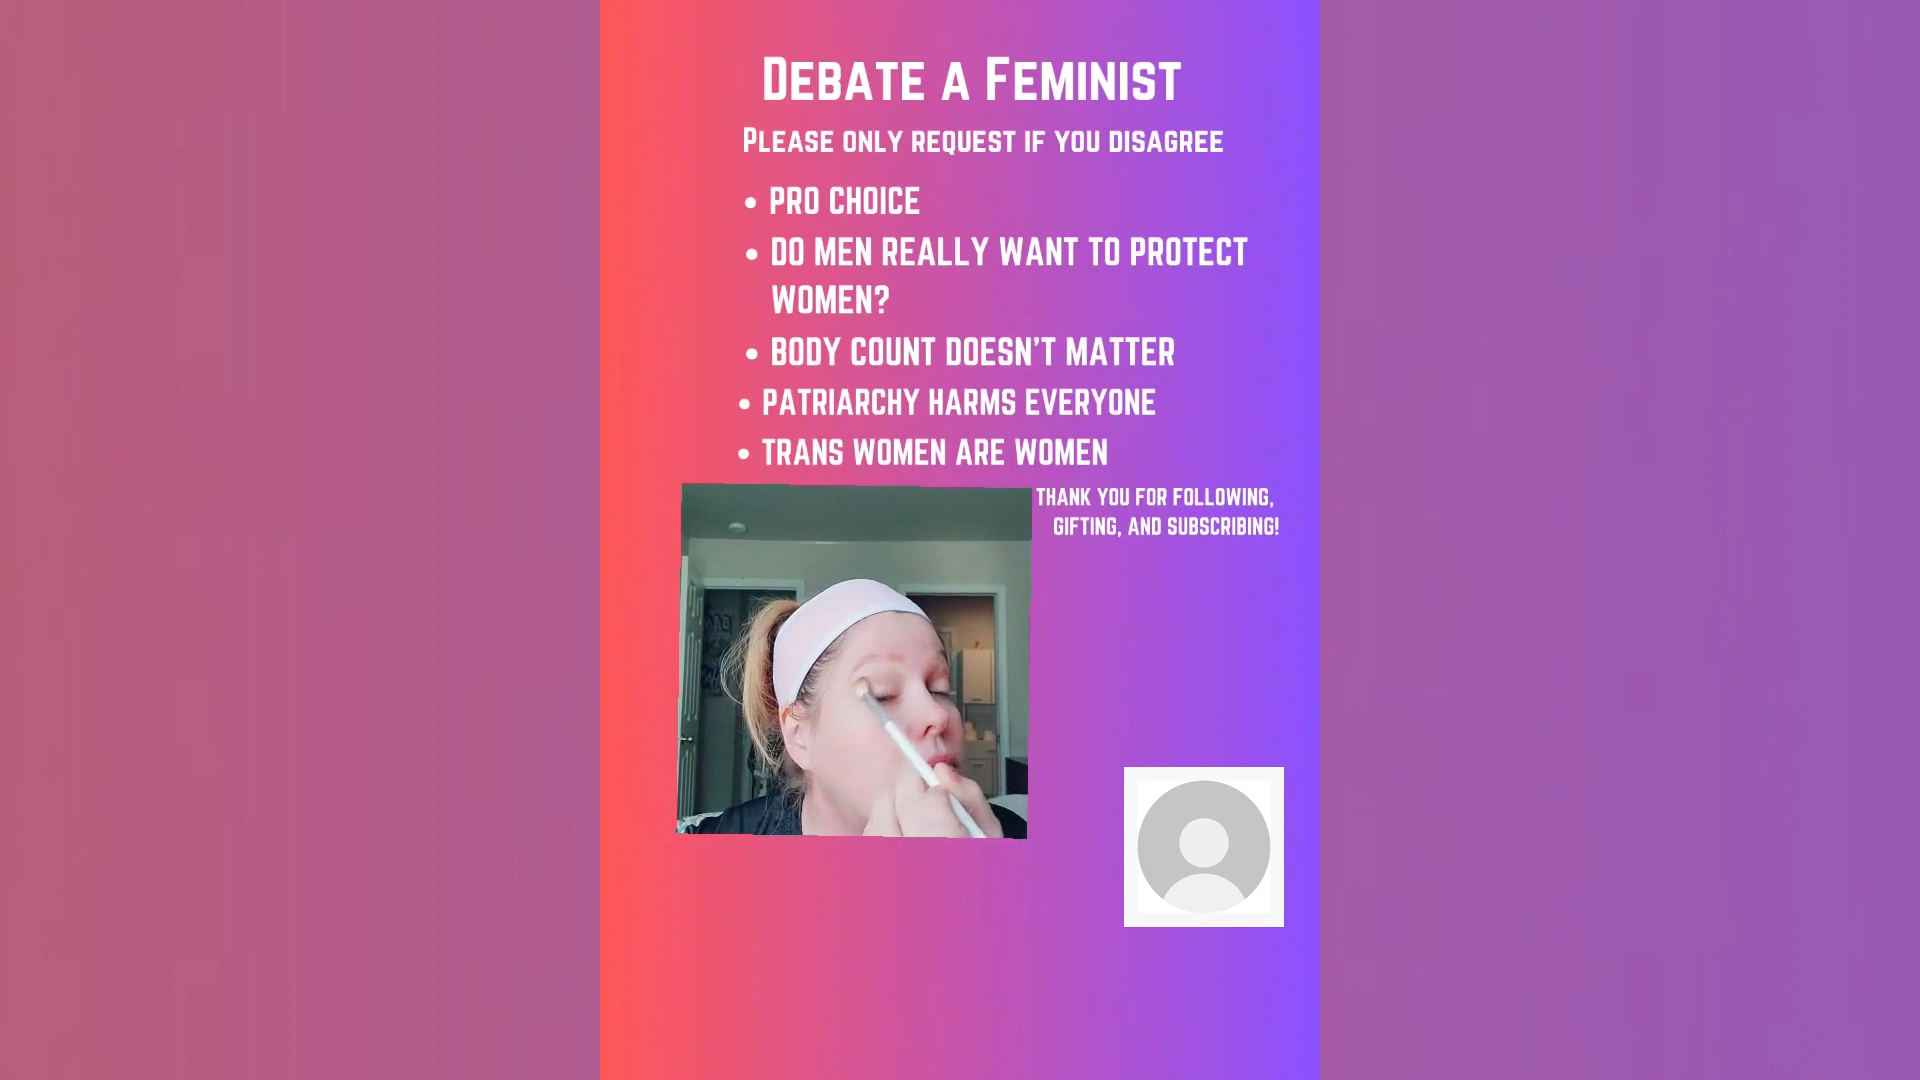 DEBATE A FEMINIST
PLEASE ONLY REQUEST IF YOU DISAGREE
• PRO CHOICE
• DO MEN REALLY WANT TO PROTECT
WOMEN?
• BODY COUNT DOESN'T MATTER
• PATRIARCHY HARMS EVERYONE
• TRANS WOMEN ARE WOMEN
THANK YOU FOR FOLLOWING,
GIFTING, AND SUBSCRIBING!